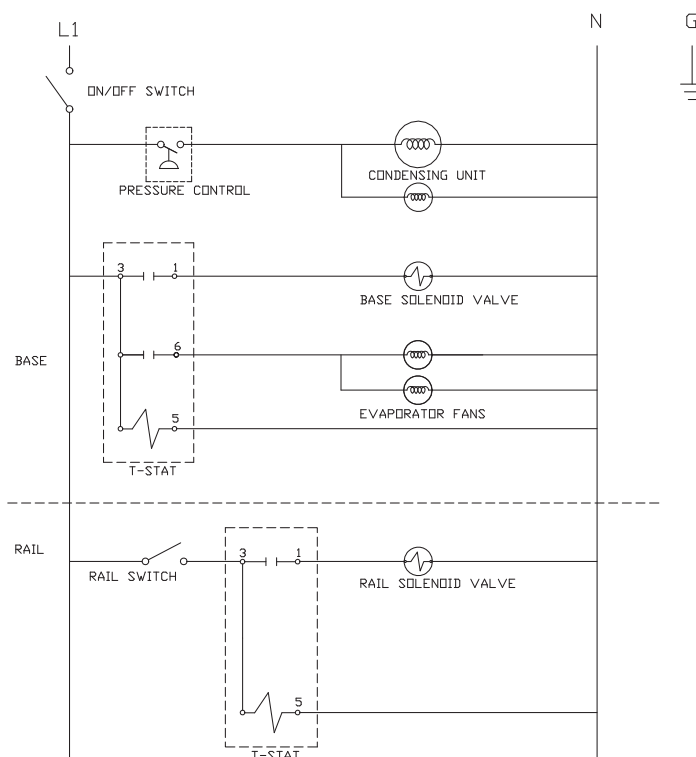 L1
N
G
ON/OFF SWITCH
PRESSURE CONTROL
CONDENSING UNIT
3
1
BASE SOLENOID VALVE
BASE
6
EVAPORATOR FANS
5
T-STAT
RAIL
RAIL SWITCH
3
1
RAIL SOLENOID VALVE
5
T-STAT